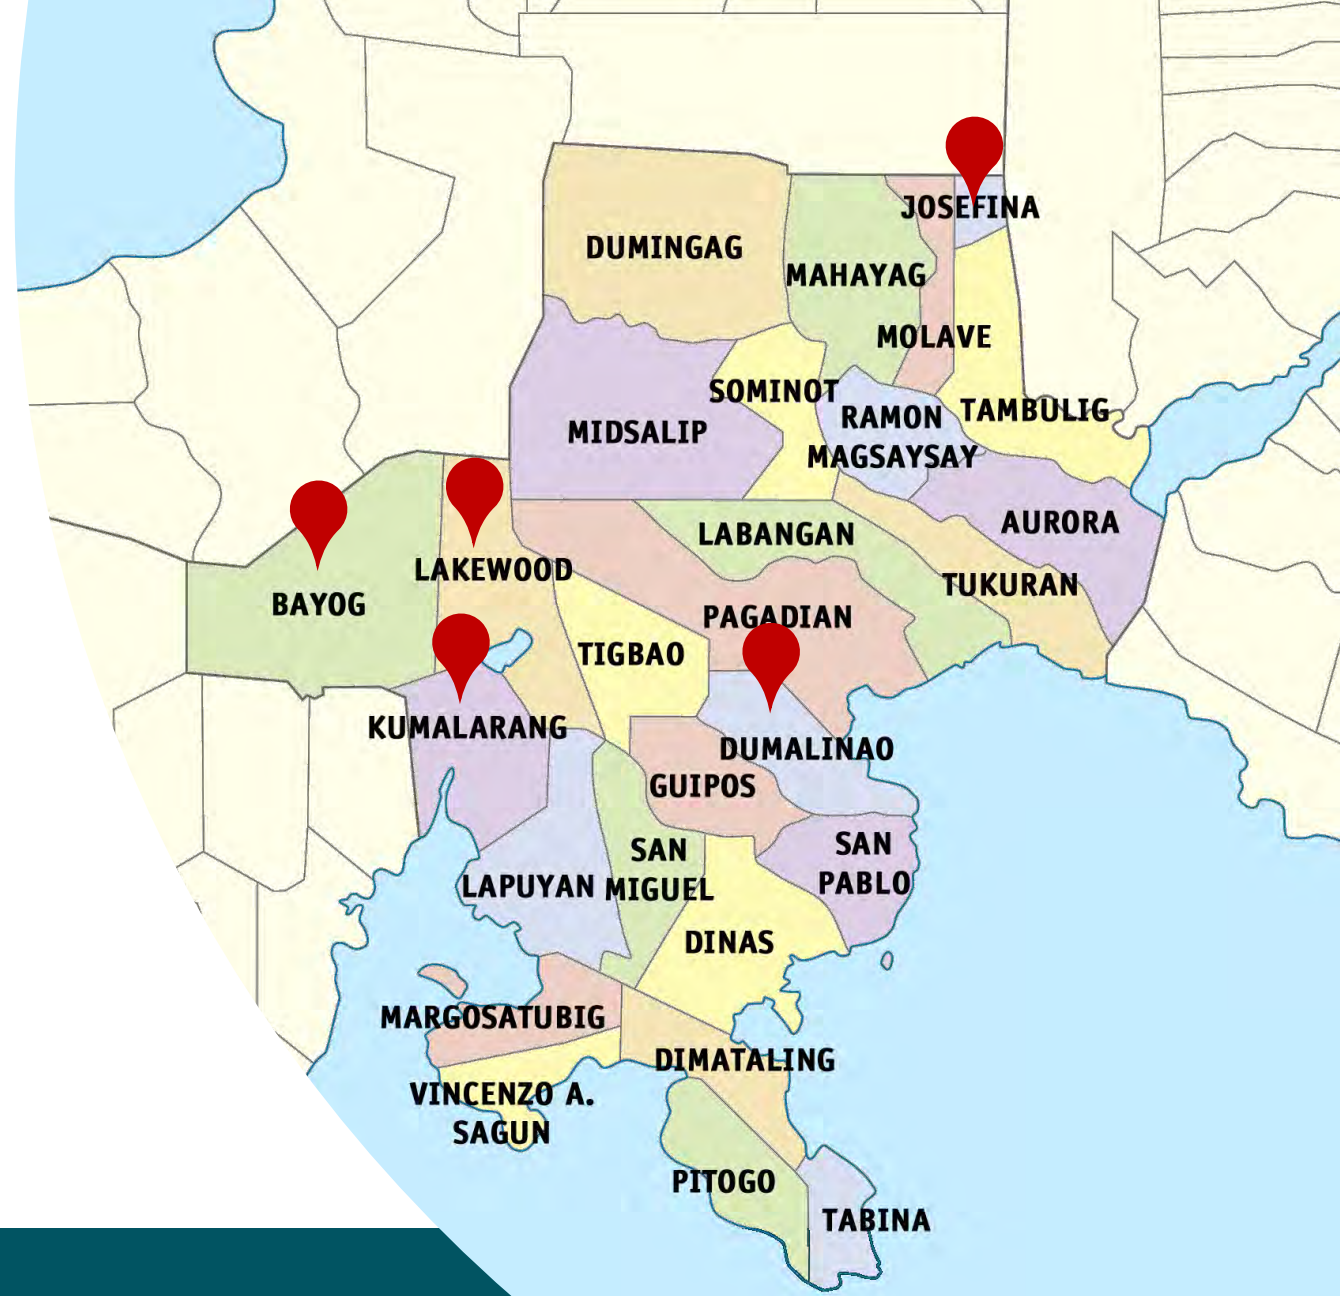 JOSEFINA
DUMINGAG
MAHAYAG
MOLAVE
SOMINOT
RAMON
MAGSAYSAY
TAMBULIG
MIDSALIP
AURORA
LABANGAN
LAKEWOOD
TUKURAN
BAYOG
PAGADIAN
TIGBAO
KUMALARANG
DUMALINAO
GUIPOS
SAN
PABLO
SAN
MIGUEL
LAPUYAN
DINAS
MARGOSATUBIG
DIMATALING
VINCENZO A.
SAGUN
PITOGO
TABINA